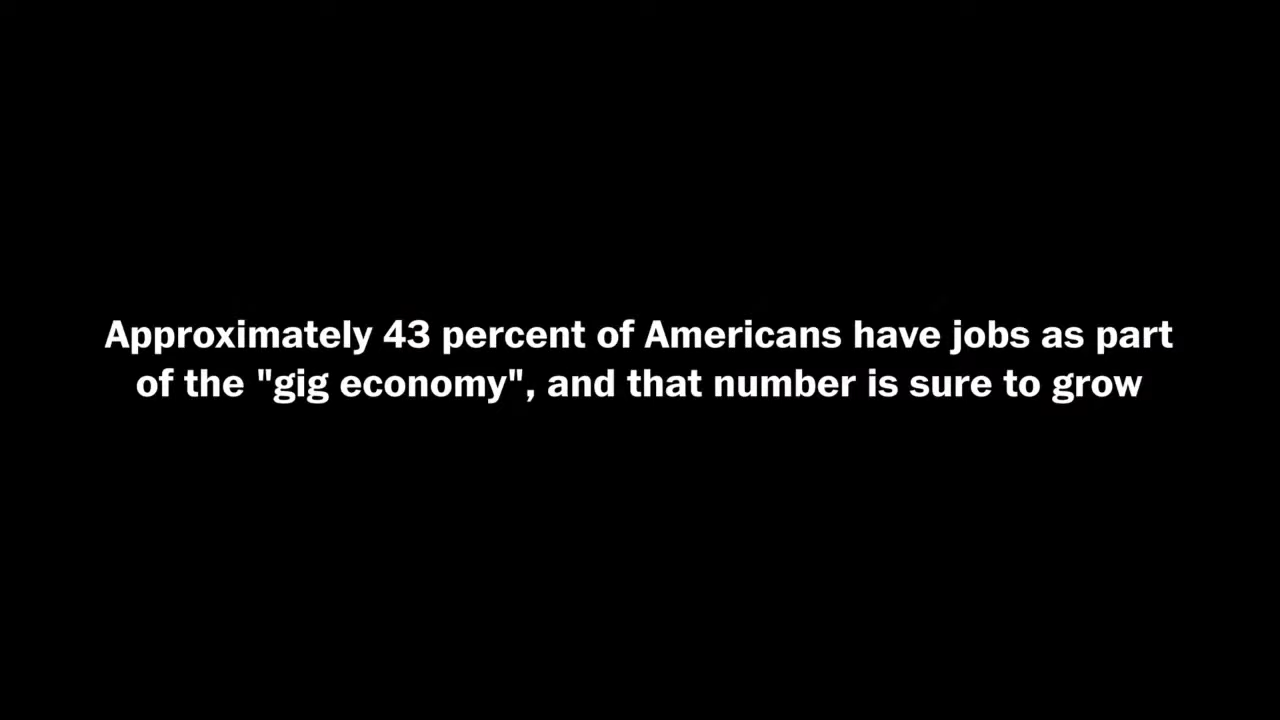 Approximately 43 percent of Americans have jobs as part
of the "gig economy", and that number is sure to grow